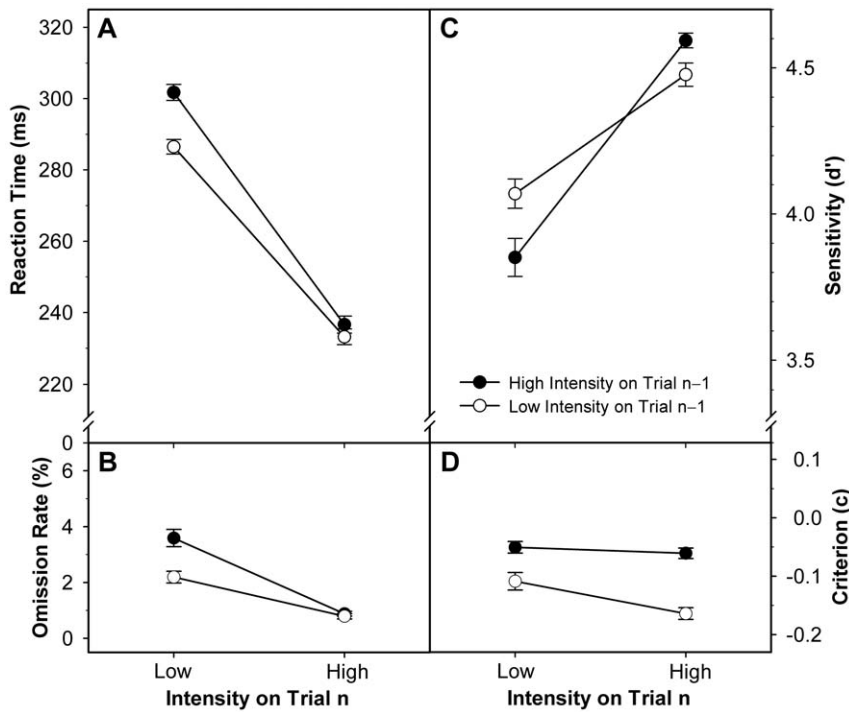 A
Reaction Time (ms)
320
300
280
260
240
220
0
C
Sensitivity (d')
4.5
4.0
3.5
High Intensity on Trial n−1
Low Intensity on Trial n−1
B
Omission Rate (%)
6
4
2
0
Low
High
Intensity on Trial n
D
Criterion (c)
0.1
0.0
-0.1
-0.2
Low
High
Intensity on Trial n